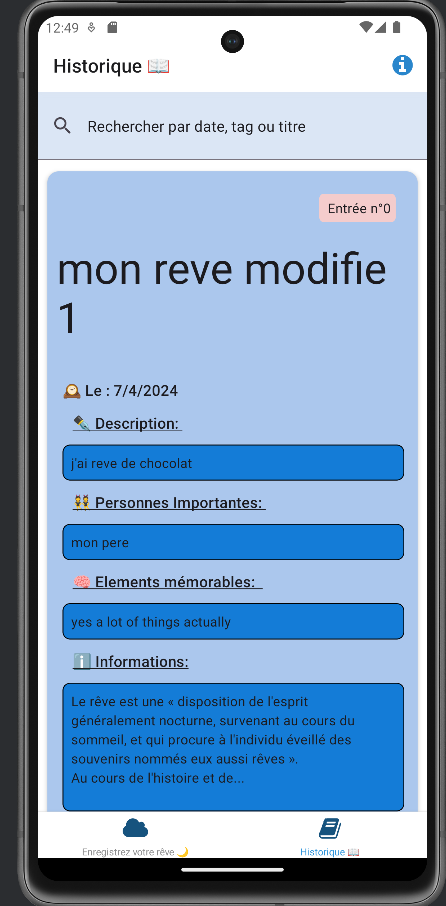 12:49
Historique 📖
Rechercher par date, tag ou titre
Entrée n°0
mon reve modifie
1
🕰️ Le : 7/4/2024
✒️ Description:
j'ai reve de chocolat
👯 Personnes Importantes:
mon pere
🧠 Elements mémorables:
yes a lot of things actually
ℹ️ Informations:
Le rêve est une « disposition de l'esprit
généralement nocturne, survenant au cours du
sommeil, et qui procure à l'individu éveillé des
souvenirs nommés eux aussi rêves ».
Au cours de l'histoire et de...
Enregistrez votre rêve 🌙
Historique 📖